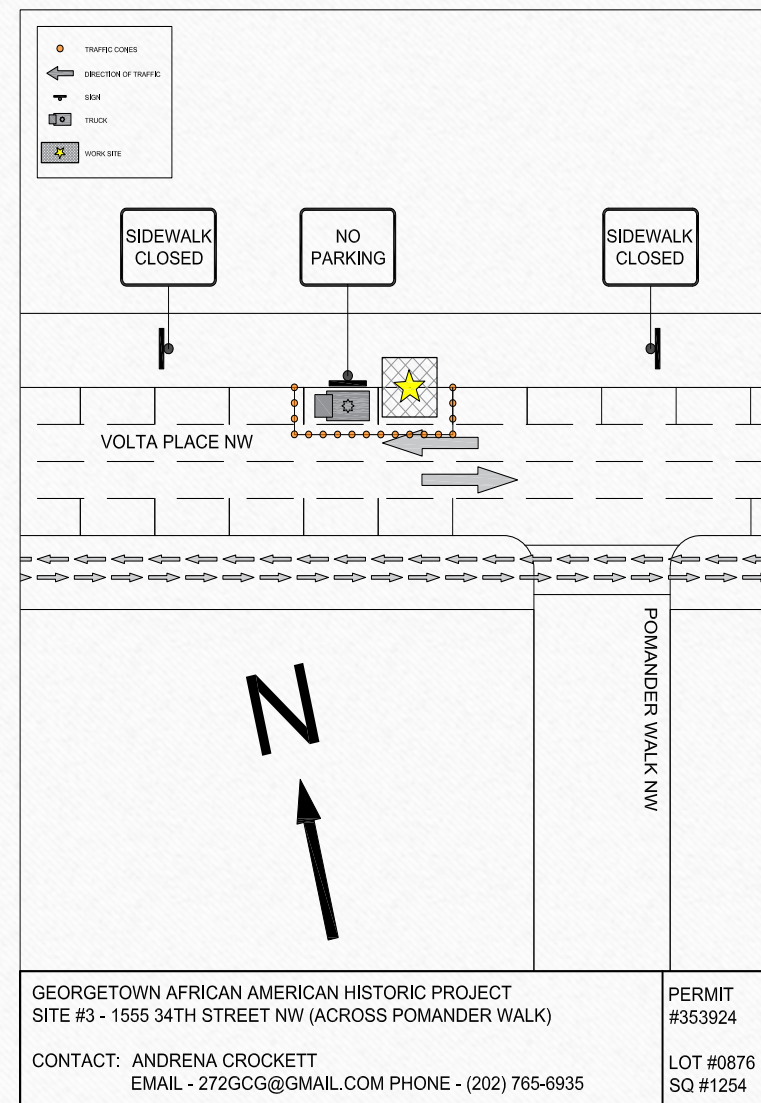 TRAFFIC CONES
DIRECTION OF TRAFFIC
SIGN
TRUCK
WORK SITE
SIDEWALK
CLOSED
NO
PARKING
SIDEWALK
CLOSED
VOLTA PLACE NW
POMANDER WALK NW
N
GEORGETOWN AFRICAN AMERICAN HISTORIC PROJECT
SITE #3 - 1555 34TH STREET NW (ACROSS POMANDER WALK)
CONTACT: ANDRENA CROCKETT
EMAIL - 272GCG@GMAIL.COM PHONE - (202) 765-6935
PERMIT
#353924
LOT #0876
SQ #1254